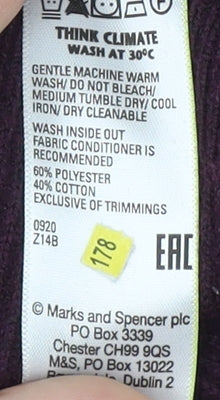 THINK CLIMATE
WASH AT 30°C
GENTLE MACHINE WARM
WASH/ DO NOT BLEACH/
MEDIUM TUMBLE DRY/ COOL
IRON/ DRY CLEANABLE
WASH INSIDE OUT
FABRIC CONDITIONER IS
RECOMMENDED
60% POLYESTER
40% COTTON
EXCLUSIVE OF TRIMMINGS
0920
Z14B
178
EAC
© Marks and Spencer plc
PO Box 3339
Chester CH99 9QS
M&S, PO Box 13022
Dublin 2